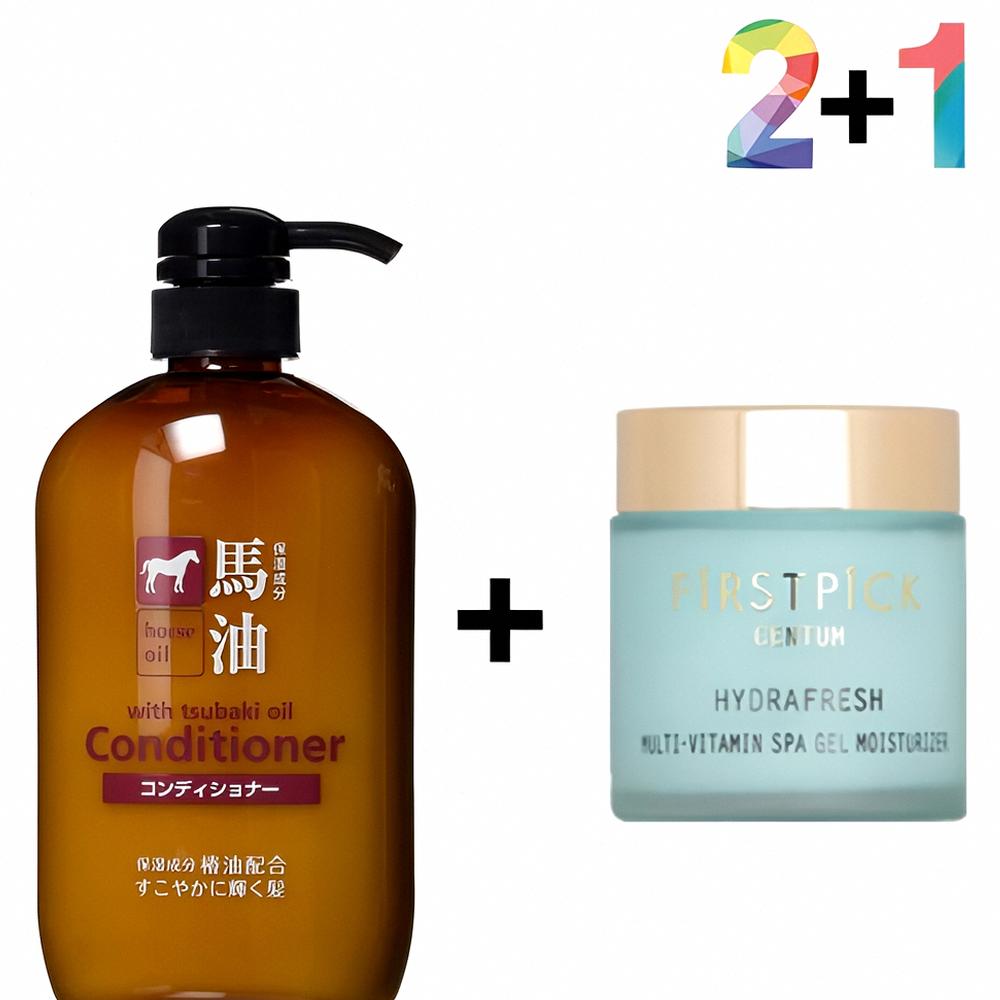 2+1
馬油
保湿成分
horse
oil
with tsubaki oil
Conditioner
コンディショナー
保湿成分 椿油配合
すこやかに輝く髪
+
FIRSTPICK
CENTUM
HYDRAFRESH
MULTI-VITAMIN SPA GEL MOISTURIZER